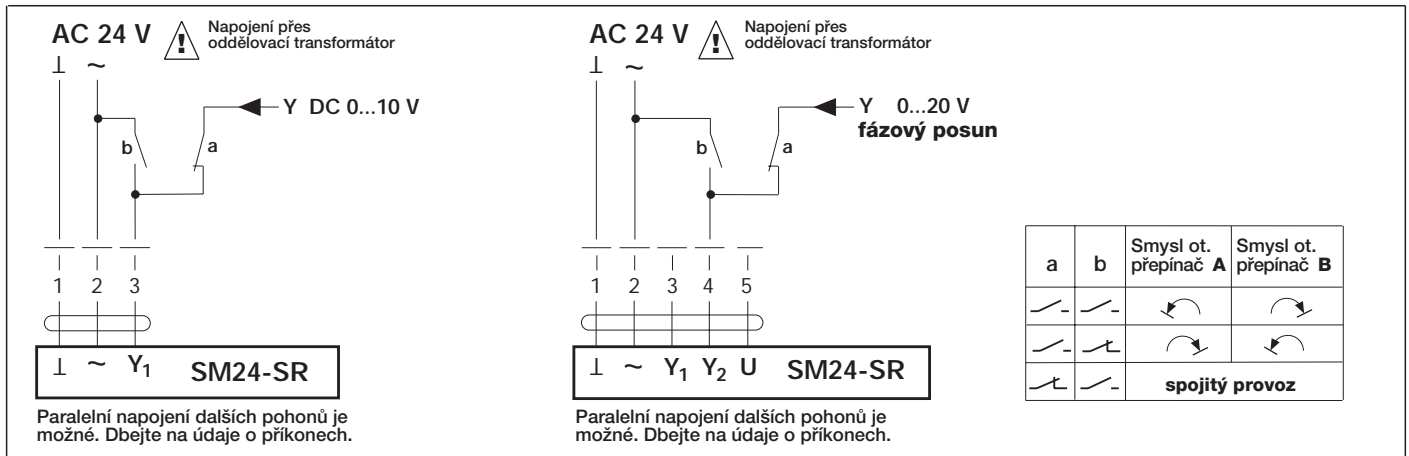 AC 24 V
Napojení přes
oddělovací transformátor
⊥ ~
Y DC 0...10 V
b a
1 2 3
⊥ ~ Y1 SM24-SR
Paralelní napojení dalších pohonů je
možné. Dbejte na údaje o příkonech.
AC 24 V
Napojení přes
oddělovací transformátor
⊥ ~
Y 0...20 V
fázový posun
b a
1 2 3 4 5
⊥ ~ Y1 Y2 U SM24-SR
Paralelní napojení dalších pohonů je
možné. Dbejte na údaje o příkonech.
a b
Smysl ot.
přepínač A
Smysl ot.
přepínač B
spojitý provoz